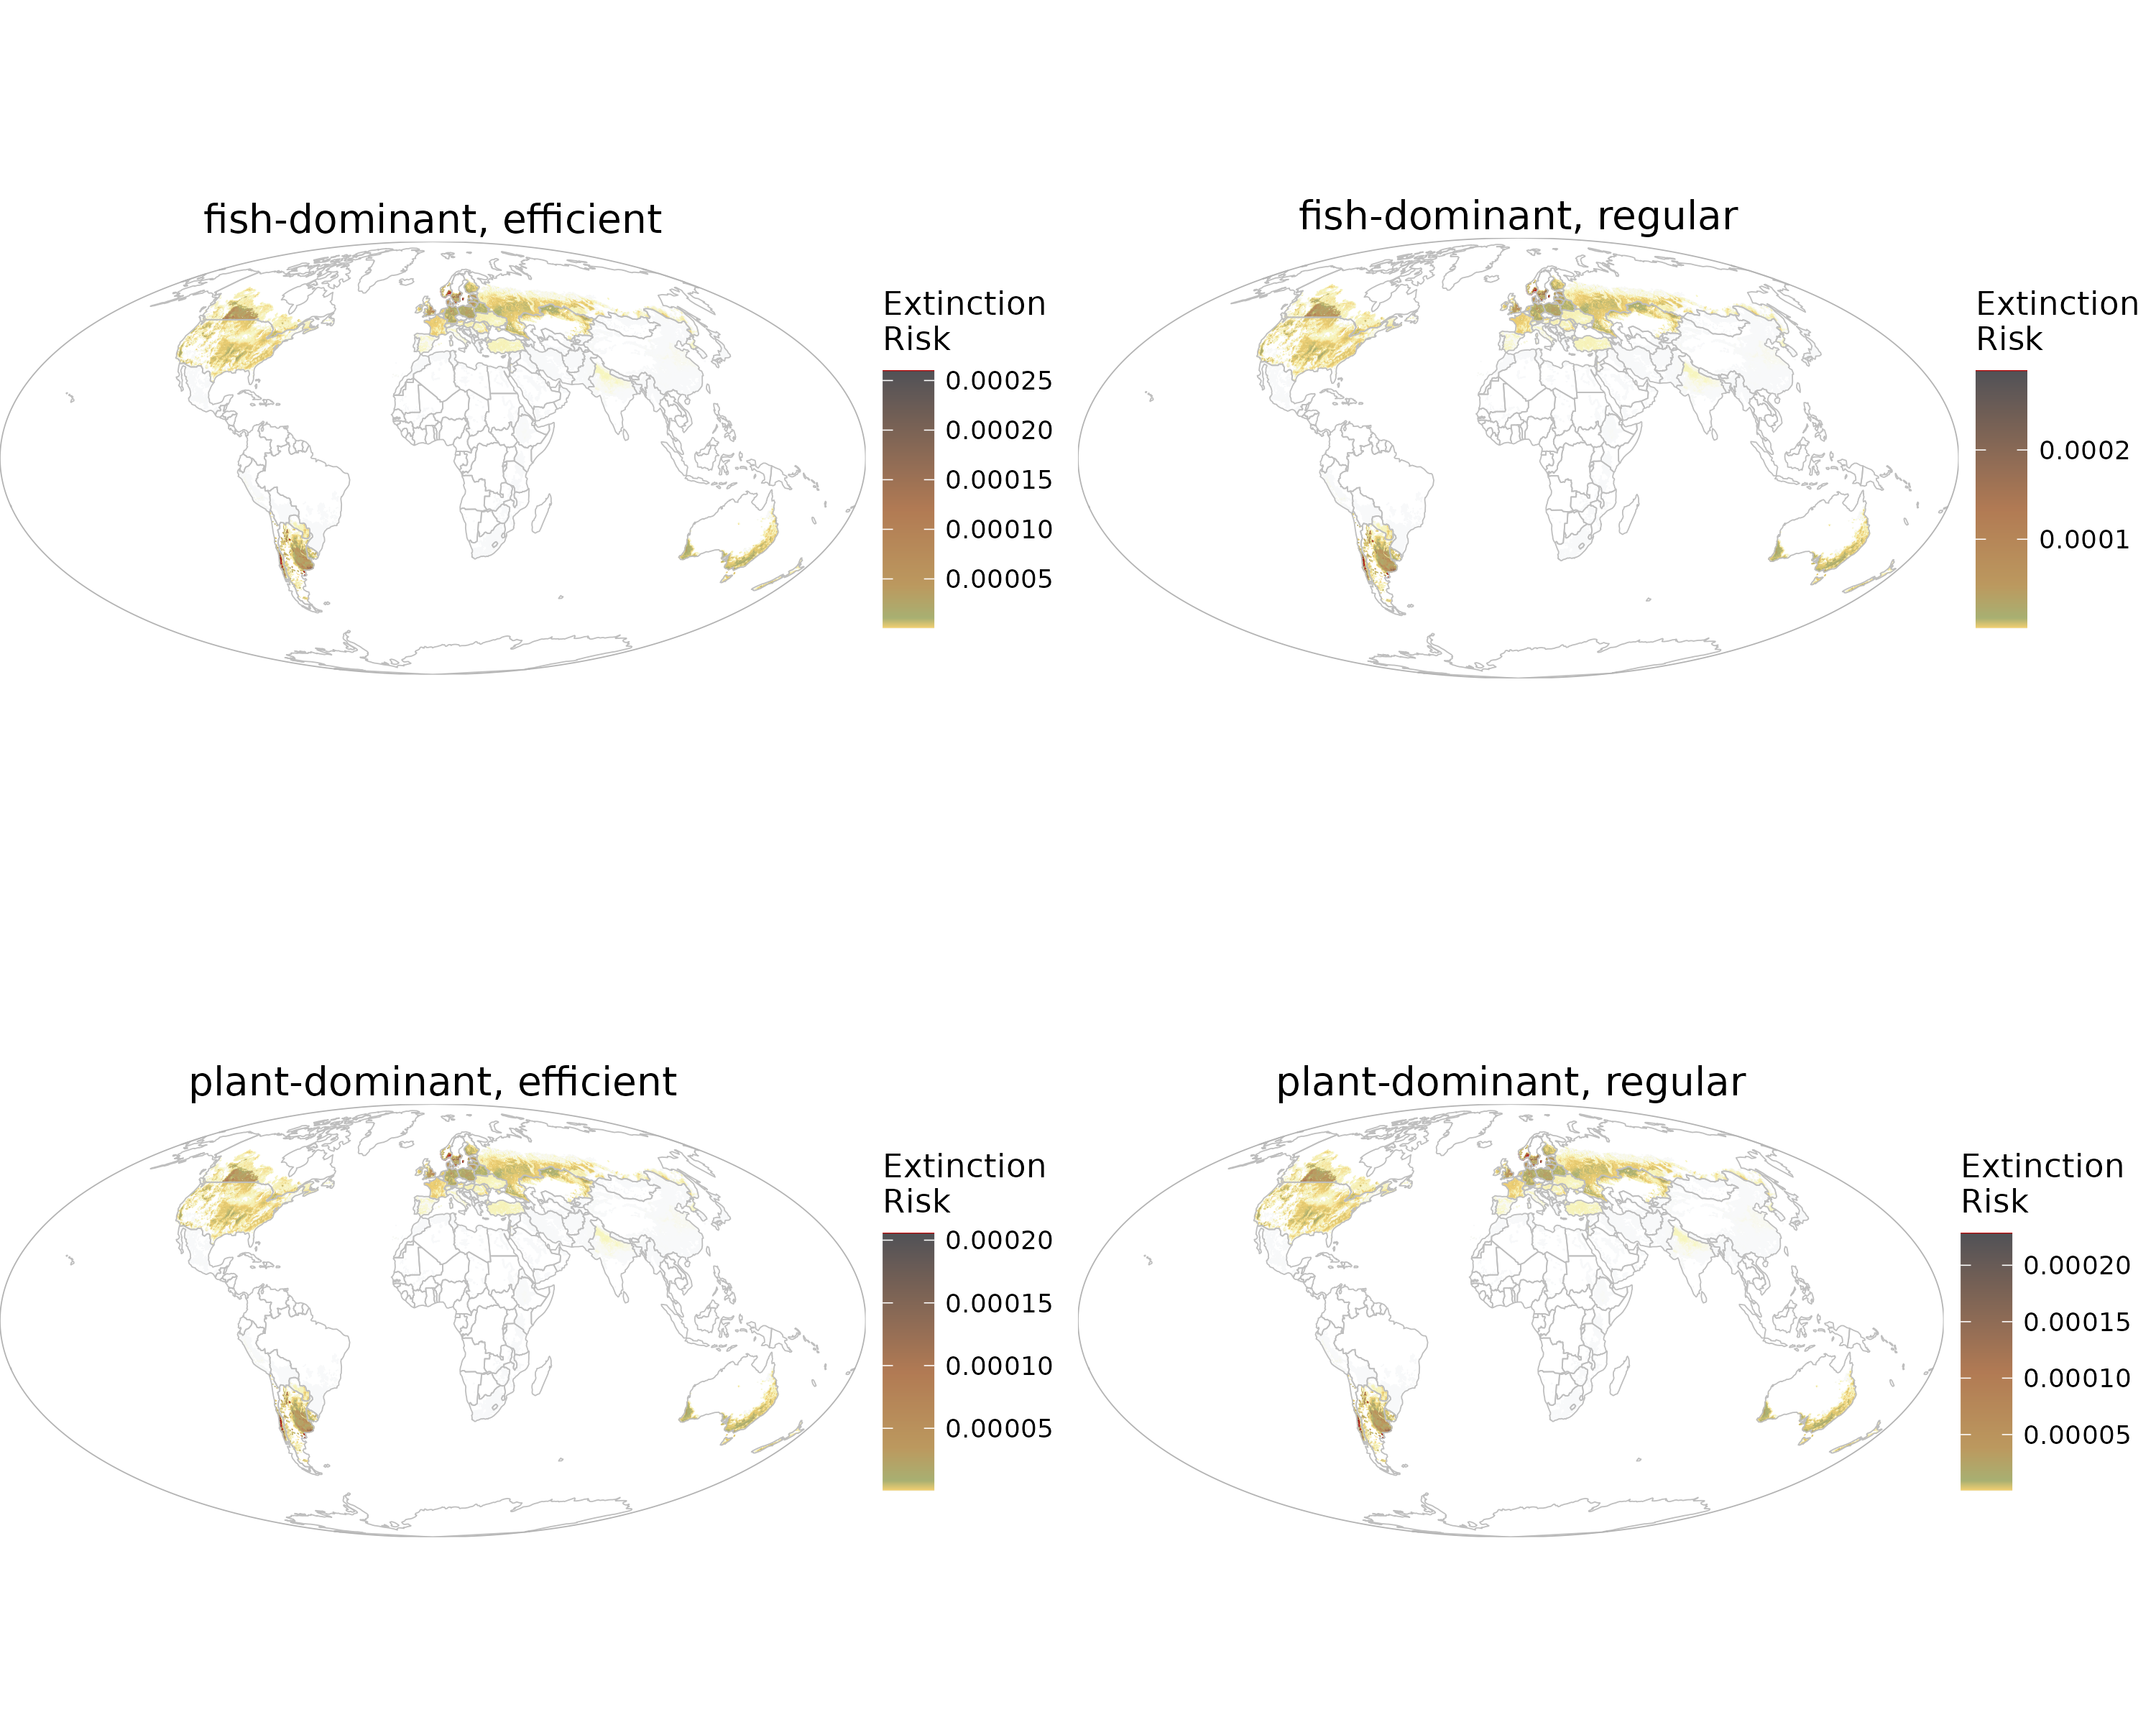 fish-dominant, efficient
Extinction
Risk
0.00025
0.00020
0.00015
0.00010
0.00005
fish-dominant, regular
Extinction
Risk
0.0002
0.0001
plant-dominant, efficient
Extinction
Risk
0.00020
0.00015
0.00010
0.00005
plant-dominant, regular
Extinction
Risk
0.00020
0.00015
0.00010
0.00005